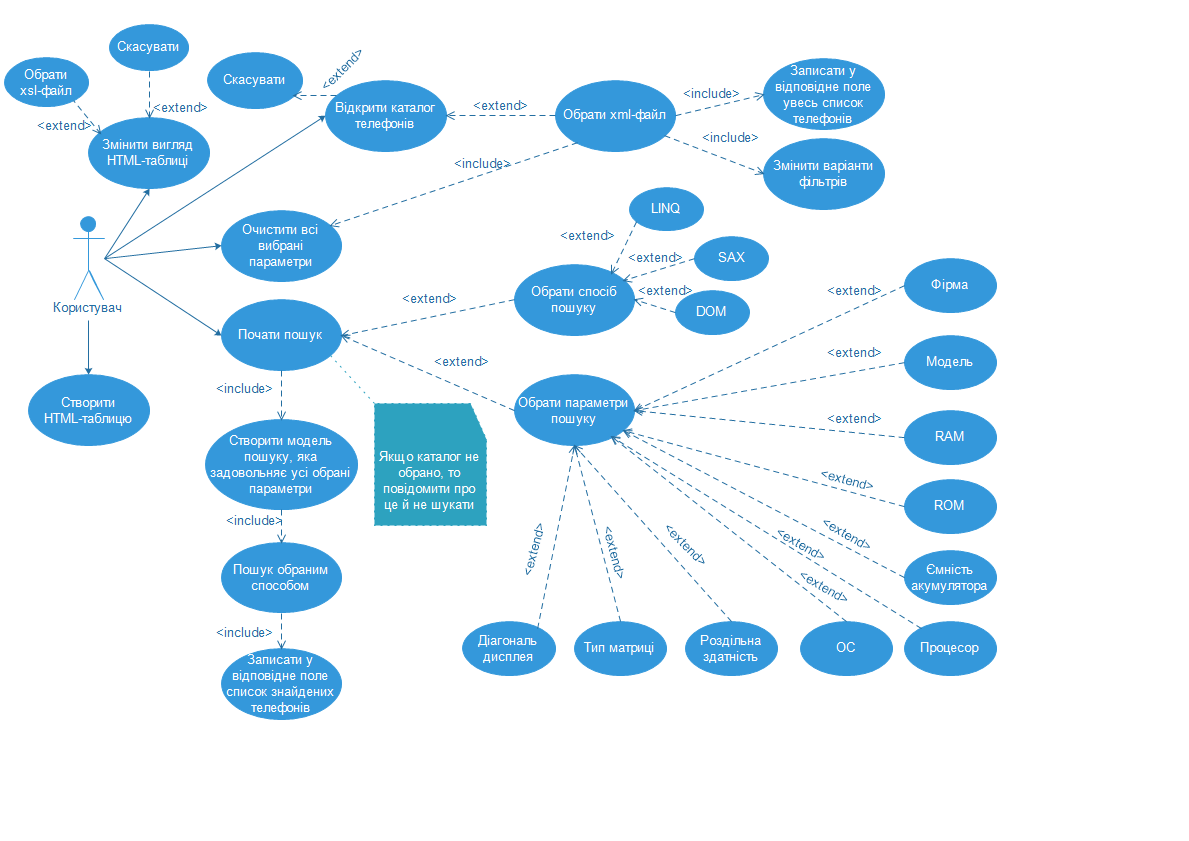 Скасувати
Обрати
xsl-файл
<extend>
<extend>
Змінити вигляд
HTML-таблиці
Скасувати
<extend>
Відкрити каталог
телефонів
<extend>
Обрати xml-файл
<include>
Записати у
відповідне поле
увесь список
телефонів
<include>
Змінити варіанти
фільтрів
<include>
Очистити всі
вибрані
параметри
Користувач
Створити
HTML-таблицю
Почати пошук
<extend>
Обрати спосіб
пошуку
<extend>
LINQ
<extend>
SAX
<extend>
DOM
<extend>
Обрати параметри
пошуку
<extend>
Фірма
<extend>
Модель
<extend>
RAM
<extend>
ROM
<extend>
Ємність
акумулятора
<extend>
Процесор
<extend>
ОС
<extend>
Роздільна
здатність
<extend>
Тип матриці
<extend>
Діагональ
дисплея
Якщо каталог не
обрано, то
повідомити про
це й не шукати
<include>
Створити модель
пошуку, яка
задовольняє усі обрані
параметри
<include>
Пошук обраним
способом
<include>
Записати у
відповідне поле
список знайдених
телефонів